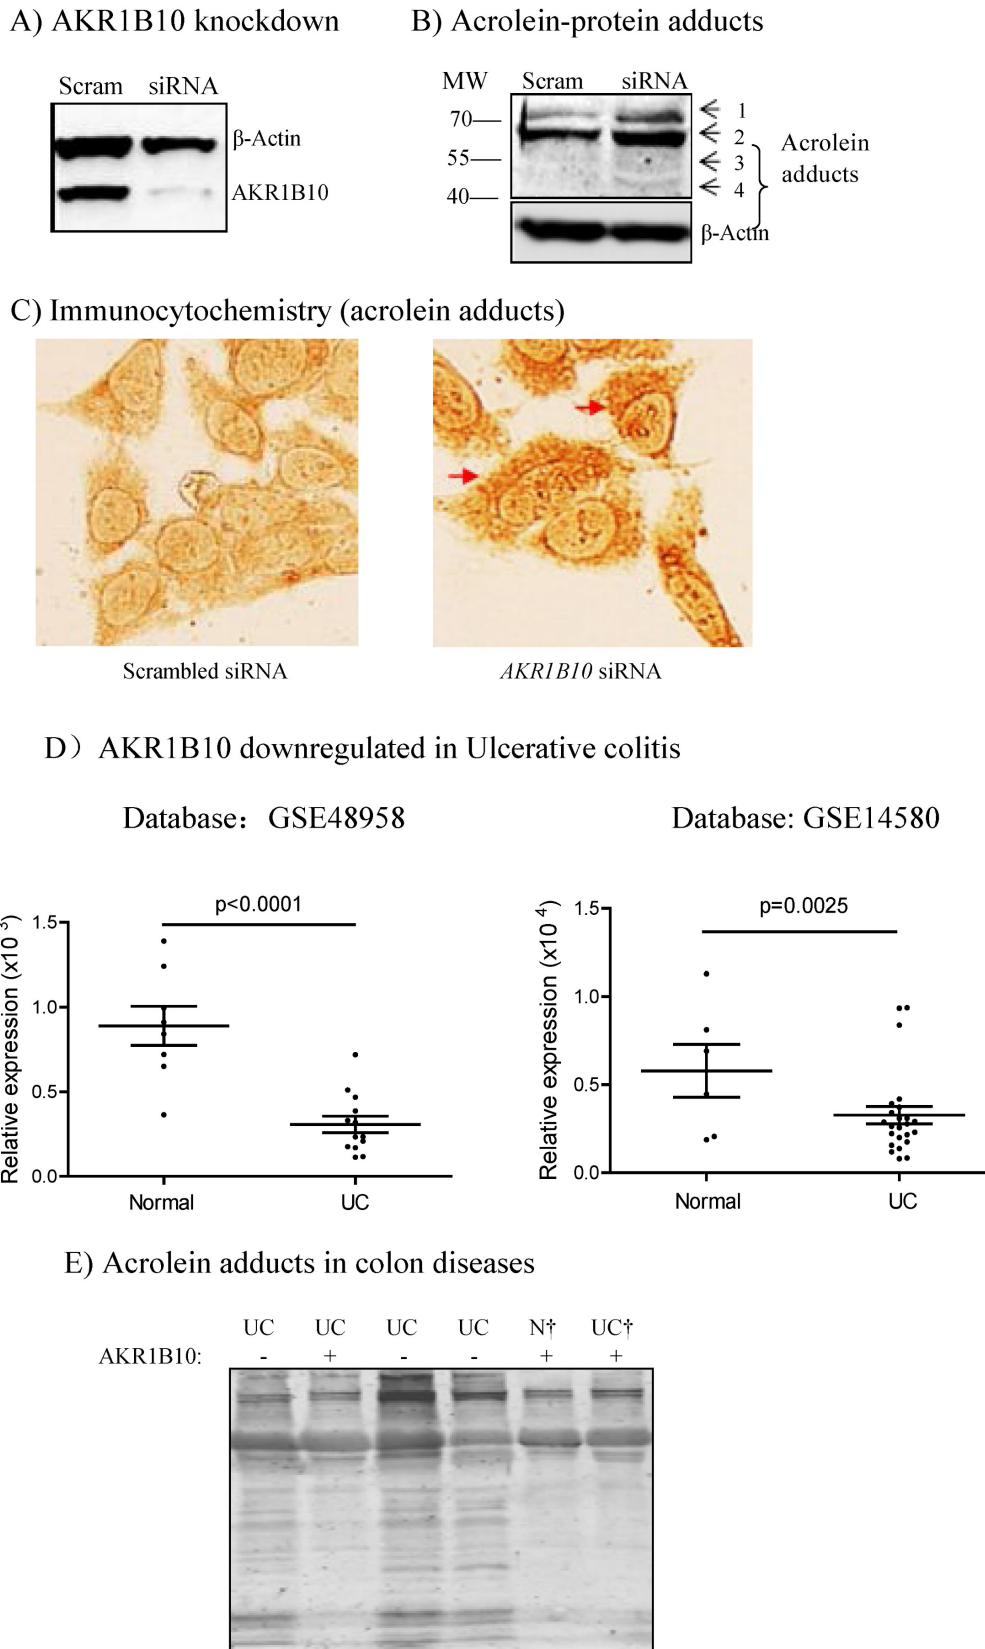 A) AKR1B10 knockdown
B) Acrolein-protein adducts
Scram siRNA
β-Actin
AKR1B10
MW Scram siRNA
70
55
40
1
2
3
4
Acrolein
adducts
β-Actin
C) Immunocytochemistry (acrolein adducts)
Scrambled siRNA
AKR1B10 siRNA
D）AKR1B10 downregulated in Ulcerative colitis
Database： GSE48958
Database: GSE14580
Relative expression (x10 3)
1.5
1.0
0.5
0.0
p<0.0001
Normal UC
Relative expression (x10 4)
1.5
1.0
0.5
0.0
p=0.0025
Normal UC
E) Acrolein adducts in colon diseases
UC UC UC UC N† UC†
AKR1B10: - + - - + +